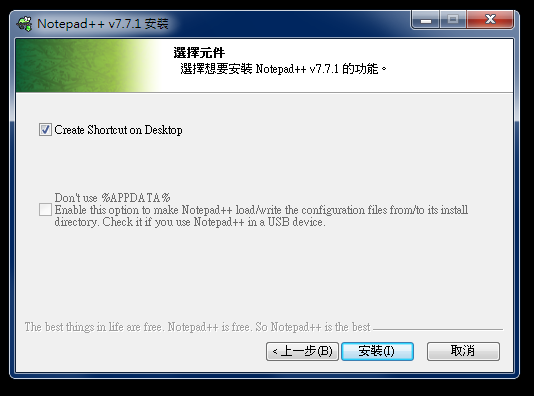 Notepad++ v7.7.1 安裝
選擇元件
選擇想要安裝 Notepad++ v7.7.1 的功能。
Create Shortcut on Desktop
Don't use %APPDATA%
Enable this option to make Notepad++ load/write the configuration files from/to its install
directory. Check it if you use Notepad++ in a USB device.
The best things in life are free. Notepad++ is free. So Notepad++ is the best
< 上一步(B)
安裝(I)
取消